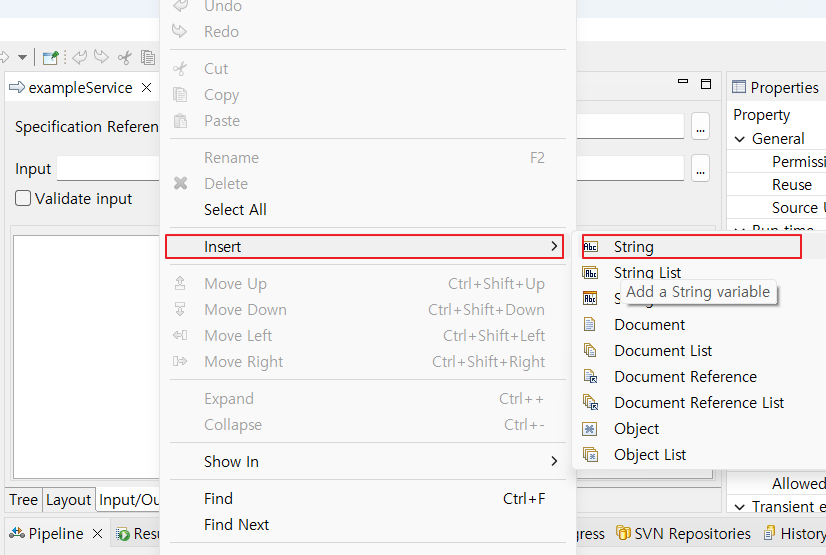 Undo
Redo
exampleService
Cut
Copy
Paste
Specification Referen
...
Input
...
Validate input
Rename F2
Delete
Select All
Insert
Move Up Ctrl+Shift+Up
Move Down Ctrl+Shift+Down
Move Left Ctrl+Shift+Left
Move Right Ctrl+Shift+Right
Expand Ctrl++
Collapse Ctrl+-
Show In
Find Ctrl+F
Find Next
String
String List
Add a String variable
Document
Document List
Document Reference
Document Reference List
Object
Object List
Properties
Property
General
Permissi
Reuse
Source U
Run-time
Allowed
Transient e
Tree Layout Input/Ou
Pipeline Resu
gress SVN Repositories History